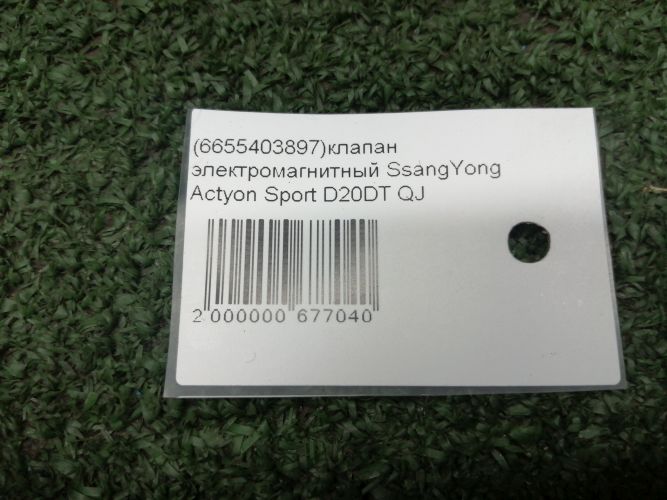 (6655403897)клапан
электромагнитный SsangYong
Actyon Sport D20DT QJ
2 000000 677040